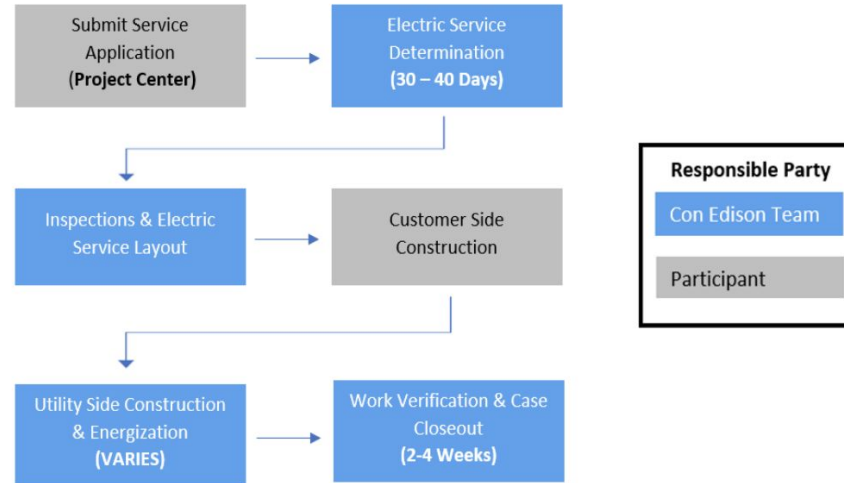 Submit Service
Application
(Project Center)
Electric Service
Determination
(30 – 40 Days)
Inspections & Electric
Service Layout
Customer Side
Construction
Utility Side Construction
& Energization
(VARIES)
Work Verification & Case
Closeout
(2-4 Weeks)
Responsible Party
Con Edison Team
Participant